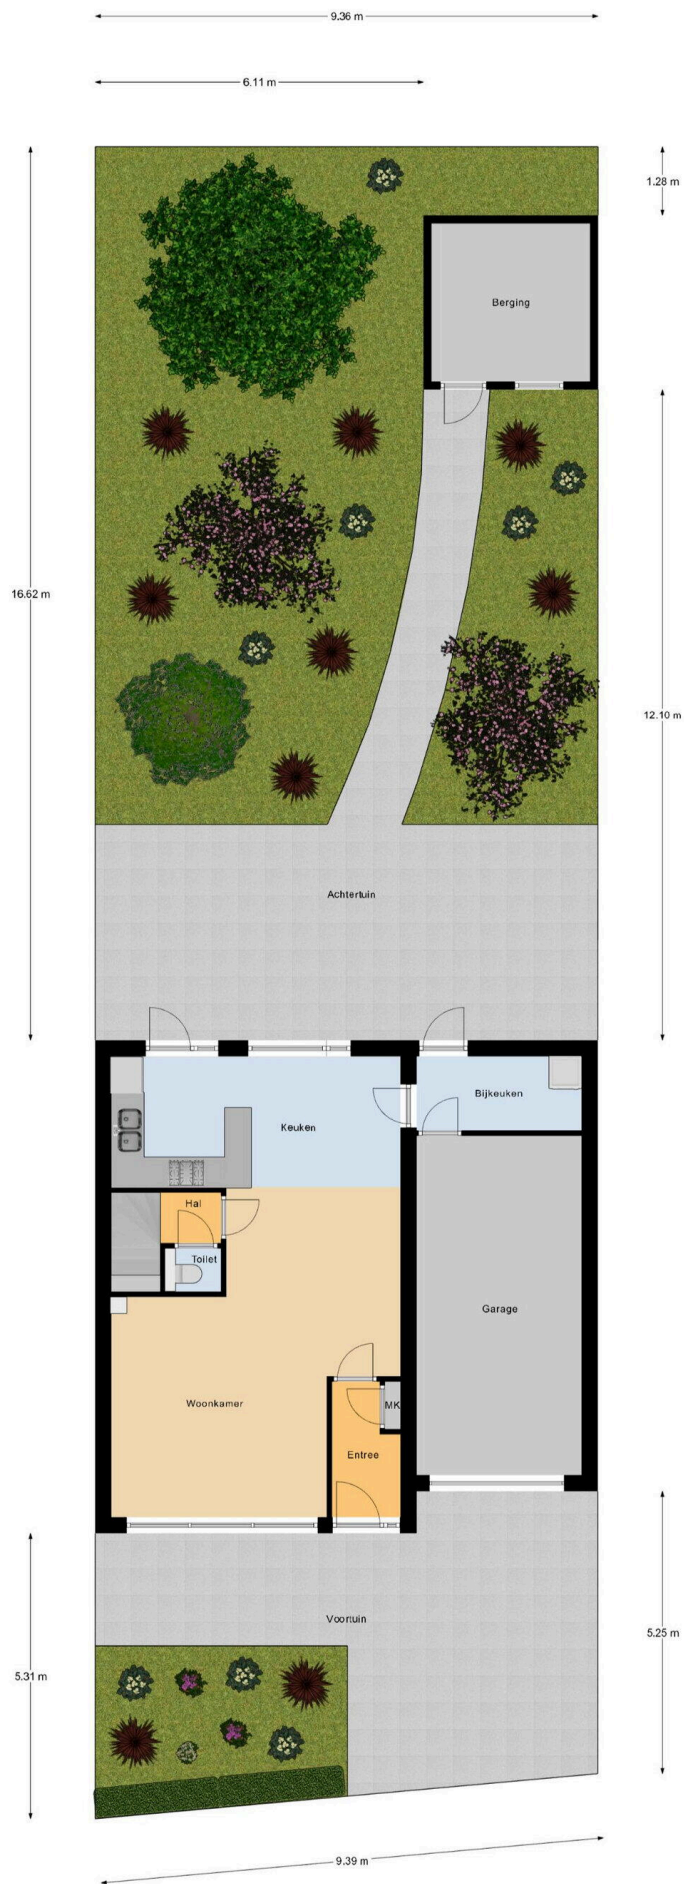 9.36 m
6.11 m
1.28 m
Berging
16.62 m
12.10 m
Achtertuin
Bijkeuken
Keuken
Hal
Toilet
Garage
Woonkamer
MK
Entree
Voortuin
5.25 m
5.31 m
9.39 m